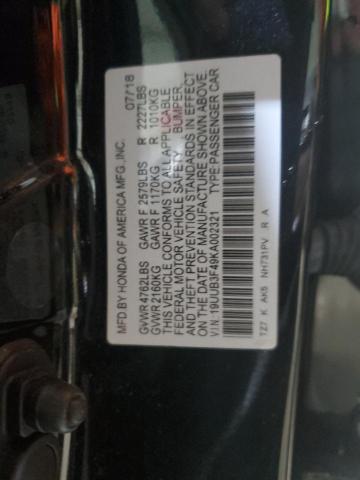 MFD BY HONDA OF AMERICA MFG.,INC. 07/18
GVWR 4762LBS GAWR F 2579LBS R 2227LBS
GVWR 2160KG GAWR F 1170KG R 1010KG
THIS VEHICLE CONFORMS TO ALL APPLICABLE
FEDERAL MOTOR VEHICLE SAFETY, BUMPER,
AND THEFT PREVENTION STANDARDS IN EFFECT
ON THE DATE OF MANUFACTURE SHOWN ABOVE.
V.I.N.:19UUB3F49KA002321 TYPE:PASSENGER CAR
TZ7 K AK5 NH731PV R A